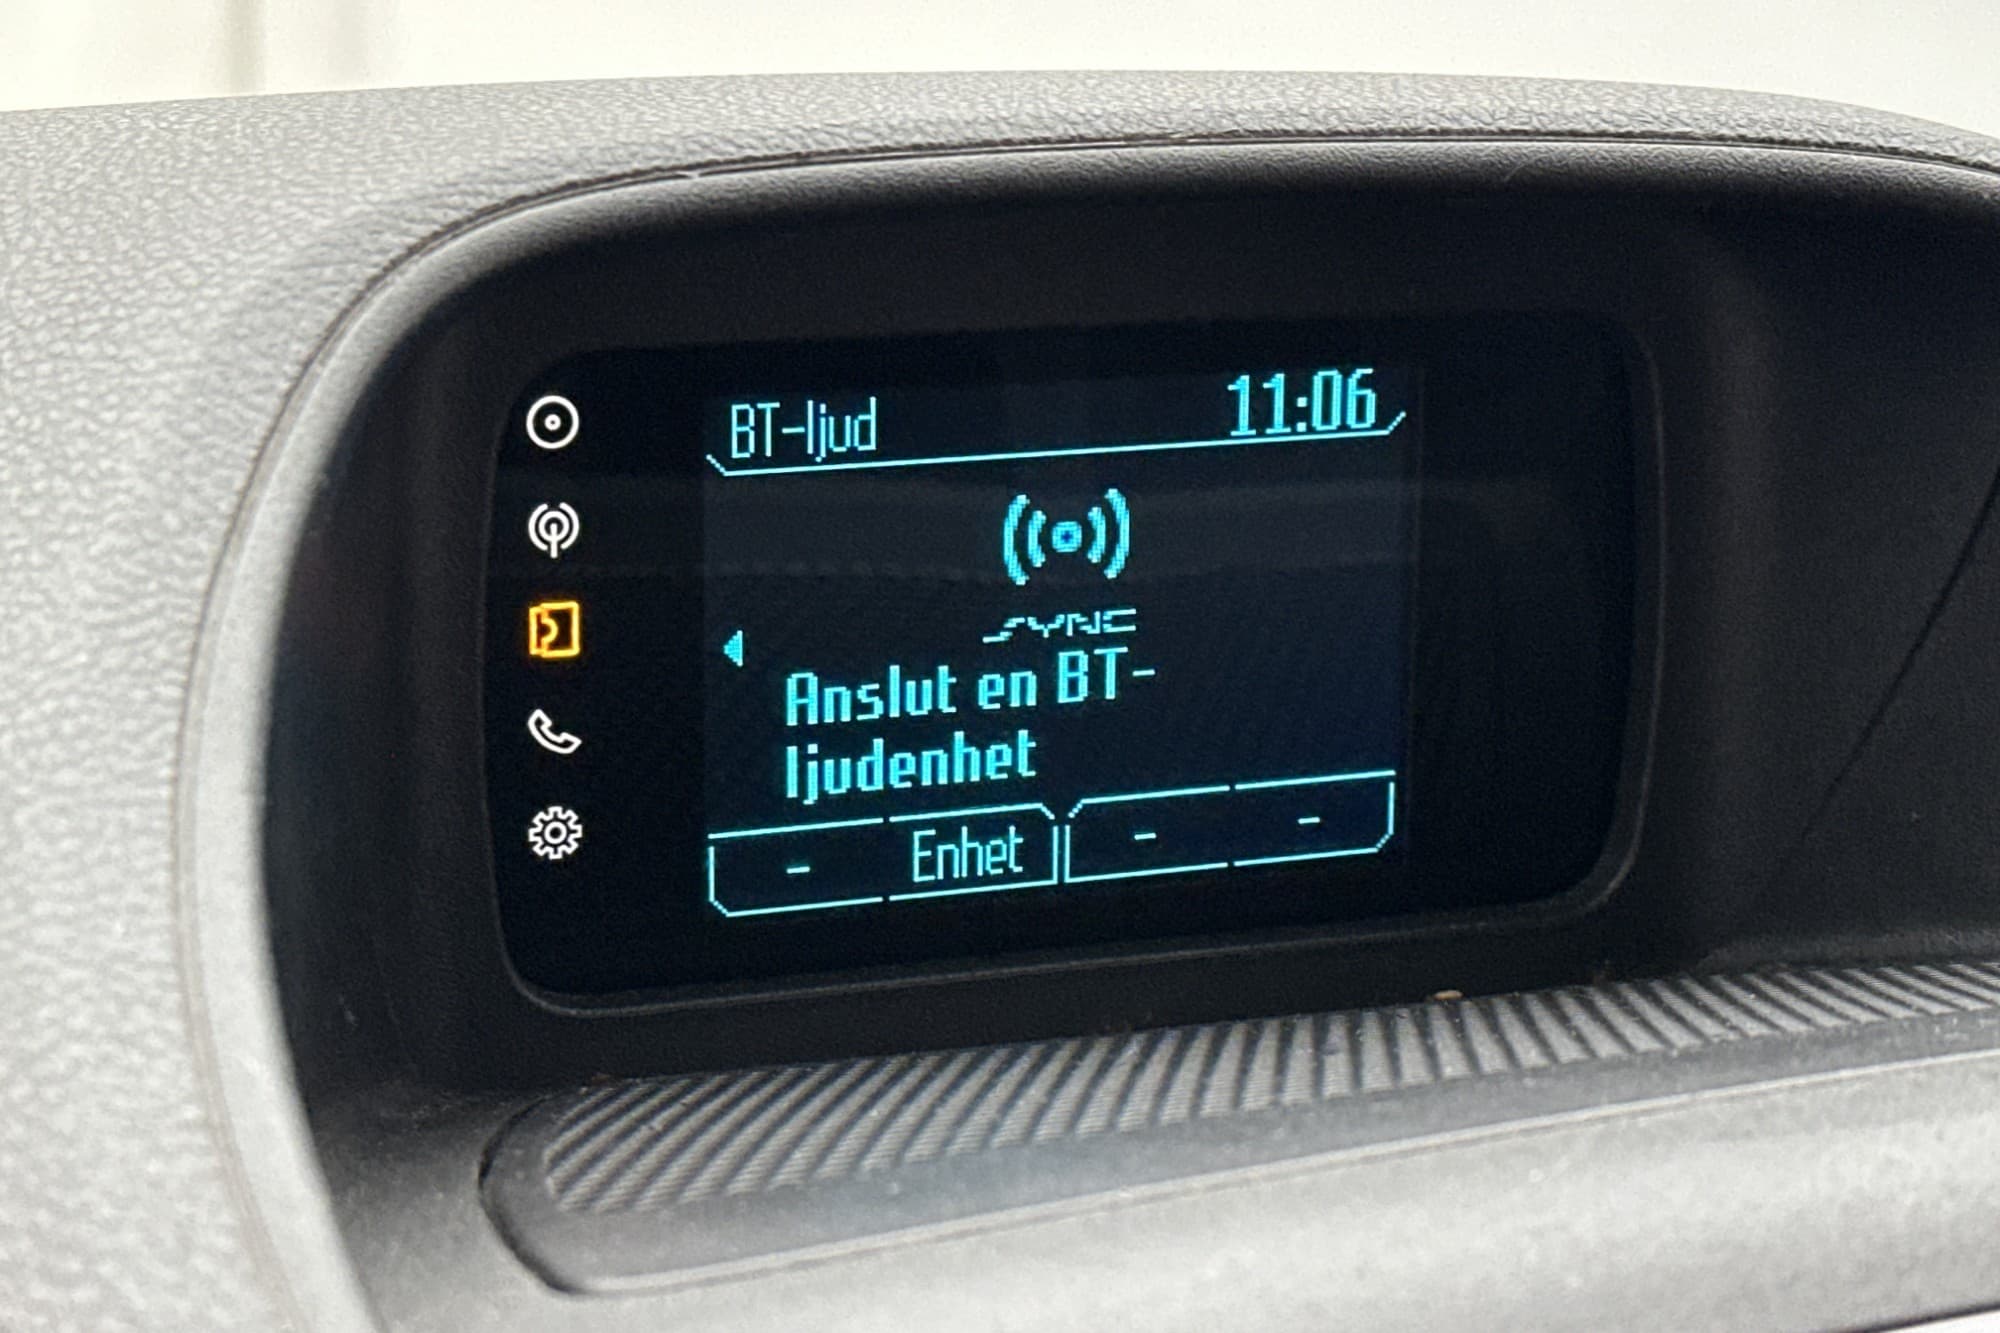 BT-ljud 11:06
SYNC
Anslut en BT-
ljudenhet
- Enhet - -